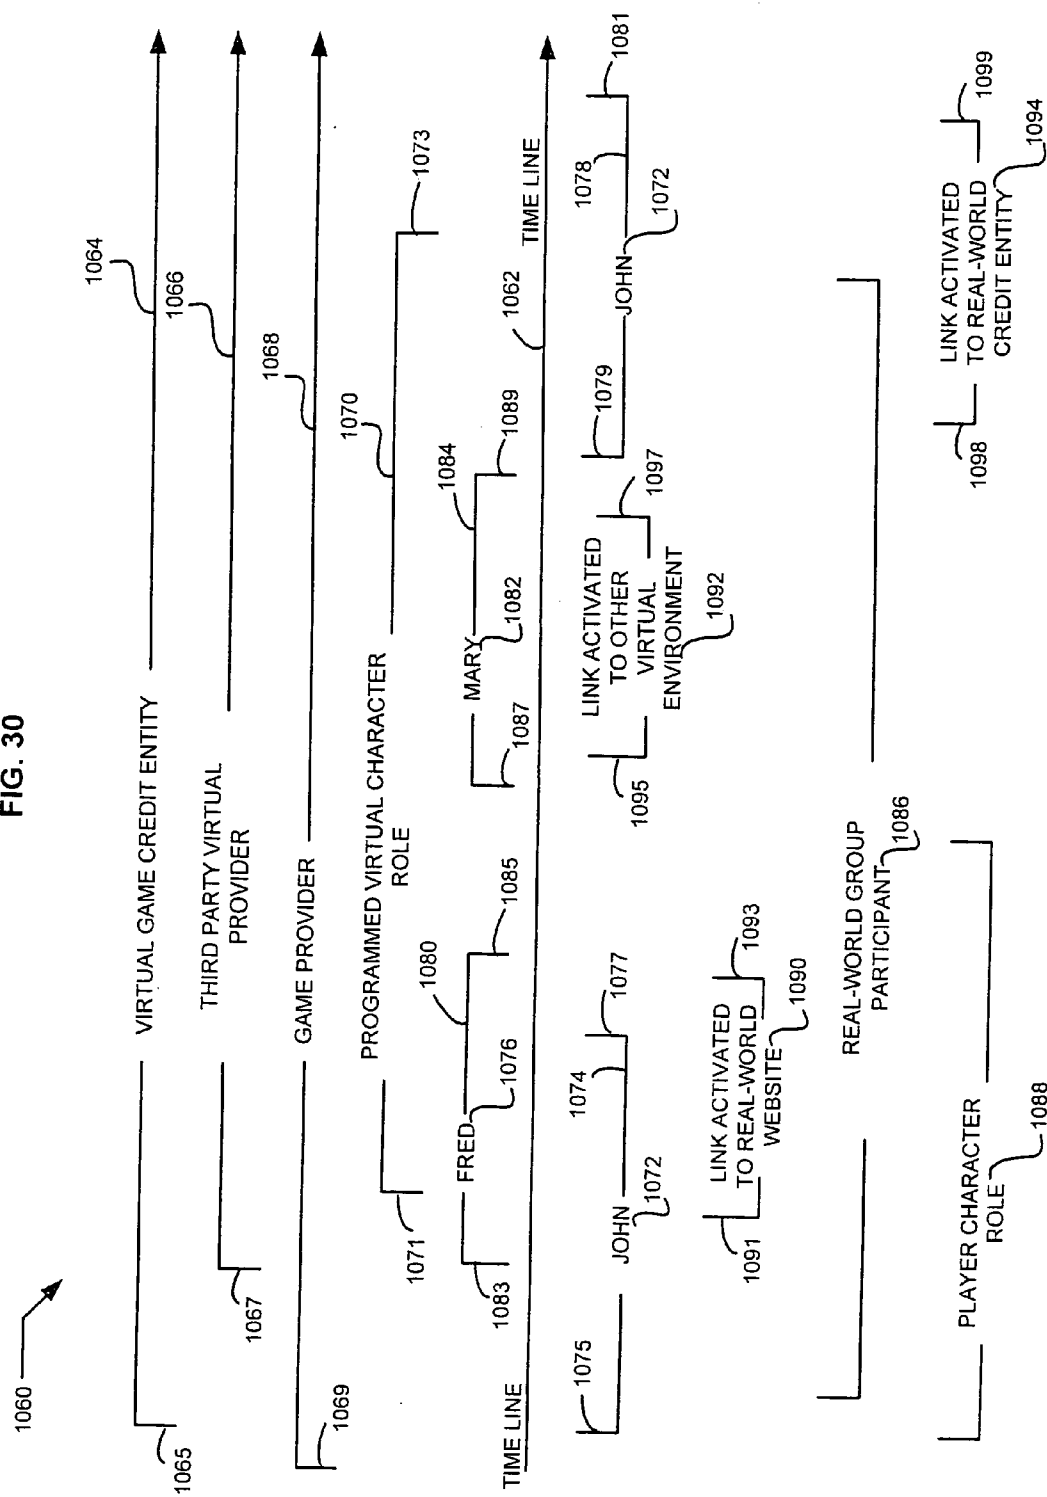 FIG. 30
1060
1064
VIRTUAL GAME CREDIT ENTITY
1065
1066
THIRD PARTY VIRTUAL
PROVIDER
1067
1068
GAME PROVIDER
1069
1070
PROGRAMMED VIRTUAL CHARACTER
ROLE
1071
1073
1080
1084
FRED
1076
1083
1085
MARY
1082
1087
1089
1062
TIME LINE
TIME LINE
1075
JOHN
1072
1074
1077
LINK ACTIVATED
TO OTHER
VIRTUAL
ENVIRONMENT
1092
1095
1097
1079
JOHN
1072
1078
1081
1091
LINK ACTIVATED
TO REAL-WORLD
WEBSITE
1090
1093
REAL-WORLD GROUP
PARTICIPANT
1086
PLAYER CHARACTER
ROLE
1088
1098
LINK ACTIVATED
TO REAL-WORLD
CREDIT ENTITY
1094
1099